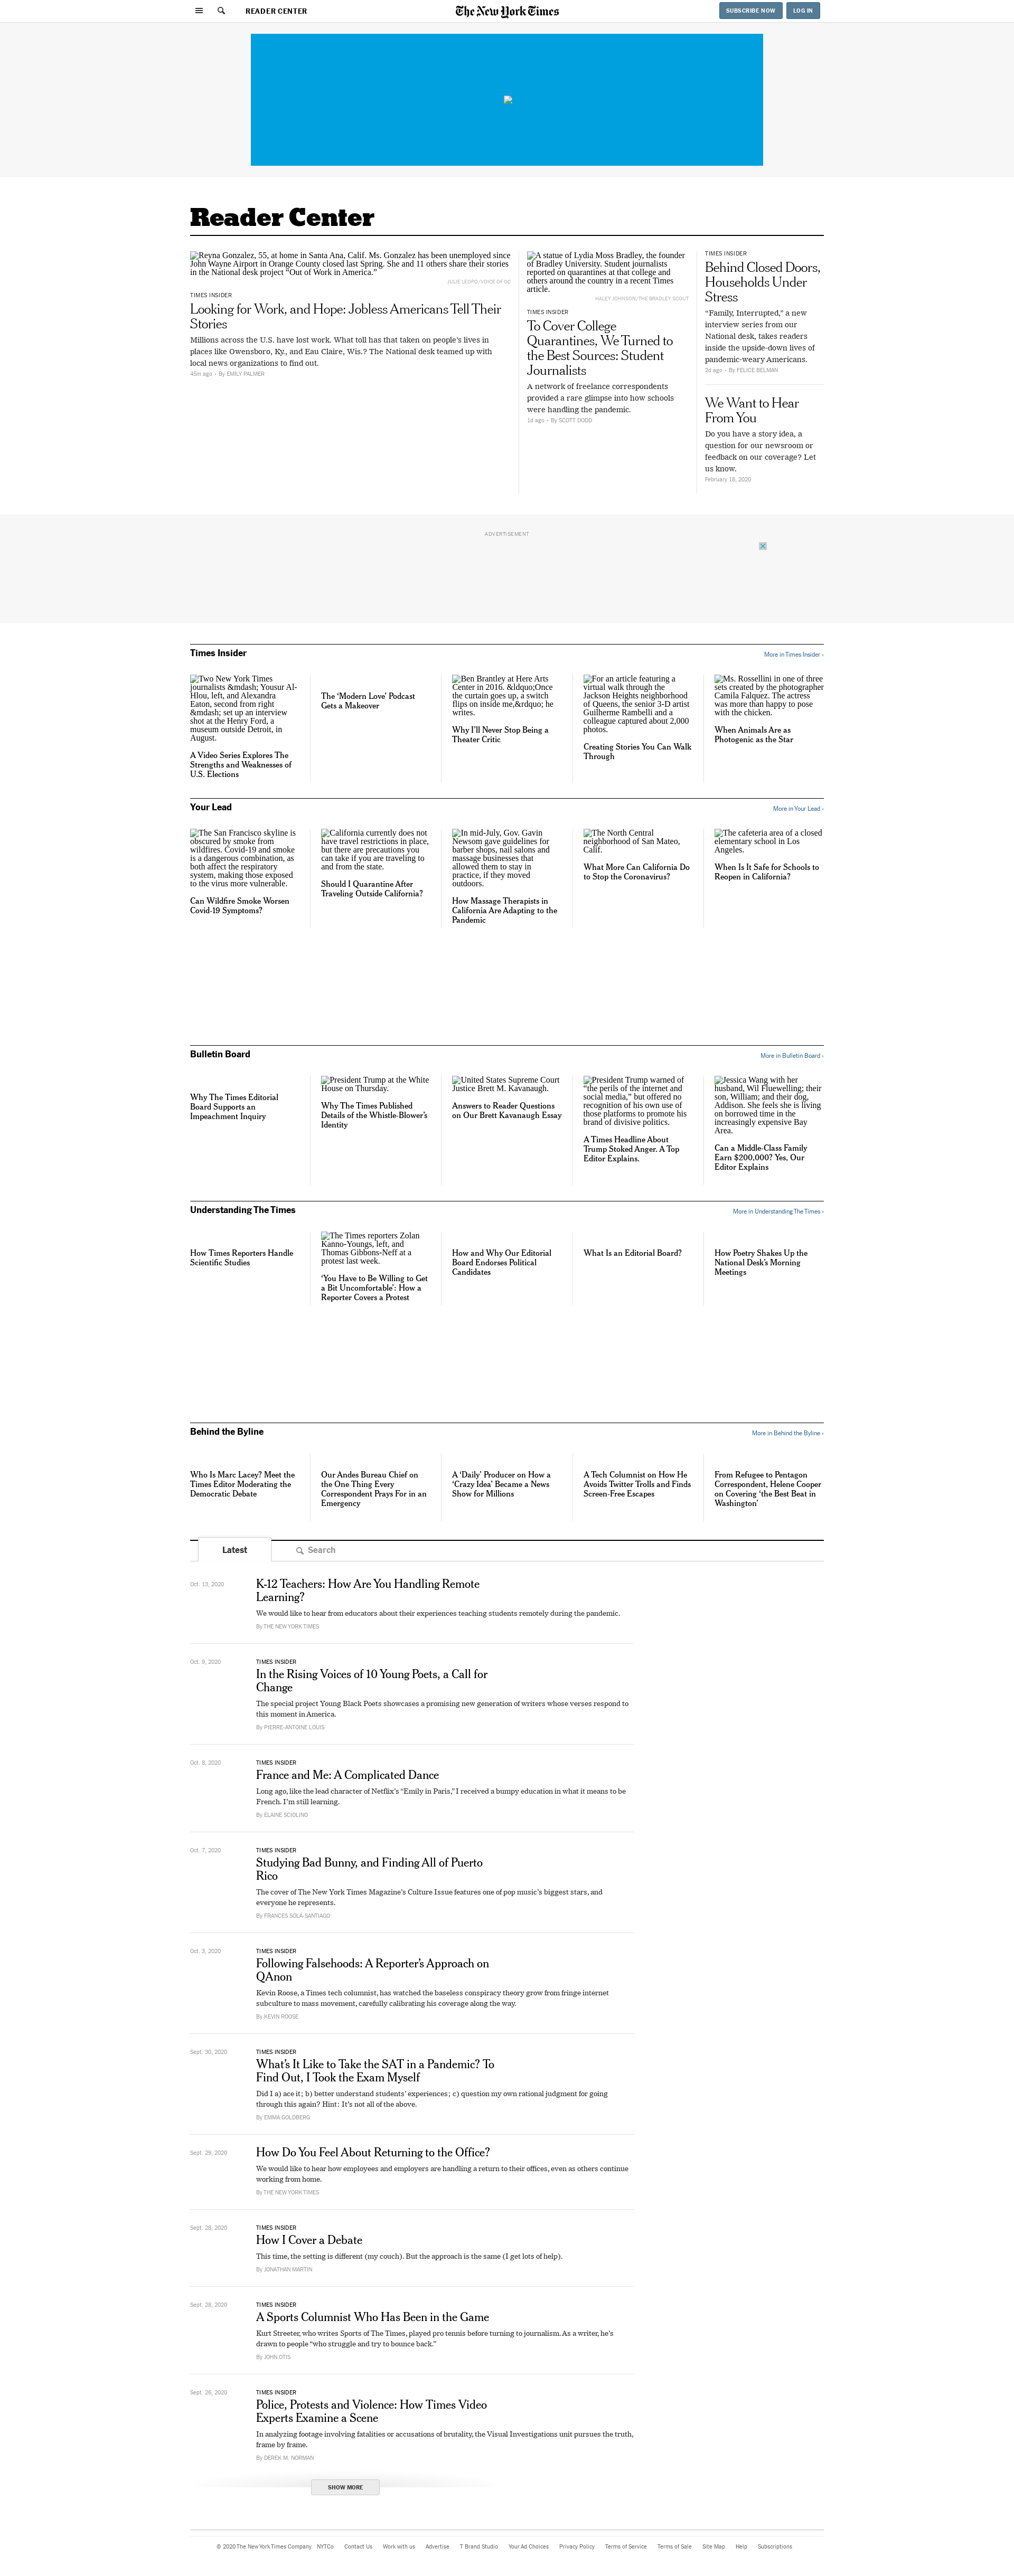 READER CENTER
The New York Times
SUBSCRIBE NOW
LOG IN
Reader Center
Reyna Gonzalez, 55, at home in Santa Ana, Calif. Ms. Gonzalez has been unemployed since
John Wayne Airport in Orange County closed last Spring. She and 11 others share their stories
in the National desk project “Out of Work in America.”
JULIE LEOPO/VOICE OF OC
TIMES INSIDER
Looking for Work, and Hope: Jobless Americans Tell Their
Stories
Millions across the U.S. have lost work. What toll has that taken on people’s lives in
places like Owensboro, Ky., and Eau Claire, Wis.? The National desk teamed up with
local news organizations to find out.
45m ago · By EMILY PALMER
A statue of Lydia Moss Bradley, the founder
of Bradley University. Student journalists
reported on quarantines at that college and
others around the country in a recent Times
article.
HALEY JOHNSON/THE BRADLEY SCOUT
TIMES INSIDER
To Cover College
Quarantines, We Turned to
the Best Sources: Student
Journalists
A network of freelance correspondents
provided a rare glimpse into how schools
were handling the pandemic.
1d ago · By SCOTT DODD
TIMES INSIDER
Behind Closed Doors,
Households Under
Stress
“Family, Interrupted,” a new
interview series from our
National desk, takes readers
inside the upside-down lives of
pandemic-weary Americans.
2d ago · By FELICE BELMAN
We Want to Hear
From You
Do you have a story idea, a
question for our newsroom or
feedback on our coverage? Let
us know.
February 18, 2020
ADVERTISEMENT
Times Insider
More in Times Insider ›
Two New York Times
journalists &mdash; Yousur Al-
Hlou, left, and Alexandra
Eaton, second from right
&mdash; set up an interview
shot at the Henry Ford, a
museum outside Detroit, in
August.
A Video Series Explores The
Strengths and Weaknesses of
U.S. Elections
The ‘Modern Love’ Podcast
Gets a Makeover
Ben Brantley at Here Arts
Center in 2016. &ldquo;Once
the curtain goes up, a switch
flips on inside me,&rdquo; he
writes.
Why I’ll Never Stop Being a
Theater Critic
For an article featuring a
virtual walk through the
Jackson Heights neighborhood
of Queens, the senior 3-D artist
Guilherme Rambelli and a
colleague captured about 2,000
photos.
Creating Stories You Can Walk
Through
Ms. Rossellini in one of three
sets created by the photographer
Camila Falquez. The actress
was more than happy to pose
with the chicken.
When Animals Are as
Photogenic as the Star
Your Lead
More in Your Lead ›
The San Francisco skyline is
obscured by smoke from
wildfires. Covid-19 and smoke
is a dangerous combination, as
both affect the respiratory
system, making those exposed
to the virus more vulnerable.
Can Wildfire Smoke Worsen
Covid-19 Symptoms?
California currently does not
have travel restrictions in place,
but there are precautions you
can take if you are traveling to
and from the state.
Should I Quarantine After
Traveling Outside California?
In mid-July, Gov. Gavin
Newsom gave guidelines for
barber shops, nail salons and
massage businesses that
allowed them to stay in
practice, if they moved
outdoors.
How Massage Therapists in
California Are Adapting to the
Pandemic
The North Central
neighborhood of San Mateo,
Calif.
What More Can California Do
to Stop the Coronavirus?
The cafeteria area of a closed
elementary school in Los
Angeles.
When Is It Safe for Schools to
Reopen in California?
Bulletin Board
More in Bulletin Board ›
Why The Times Editorial
Board Supports an
Impeachment Inquiry
President Trump at the White
House on Thursday.
Why The Times Published
Details of the Whistle-Blower’s
Identity
United States Supreme Court
Justice Brett M. Kavanaugh.
Answers to Reader Questions
on Our Brett Kavanaugh Essay
President Trump warned of
“the perils of the internet and
social media,” but offered no
recognition of his own use of
those platforms to promote his
brand of divisive politics.
A Times Headline About
Trump Stoked Anger. A Top
Editor Explains.
Jessica Wang with her
husband, Wil Fluewelling; their
son, William; and their dog,
Addison. She feels she is living
on borrowed time in the
increasingly expensive Bay
Area.
Can a Middle-Class Family
Earn $200,000? Yes, Our
Editor Explains
Understanding The Times
More in Understanding The Times ›
How Times Reporters Handle
Scientific Studies
The Times reporters Zolan
Kanno-Youngs, left, and
Thomas Gibbons-Neff at a
protest last week.
‘You Have to Be Willing to Get
a Bit Uncomfortable’: How a
Reporter Covers a Protest
How and Why Our Editorial
Board Endorses Political
Candidates
What Is an Editorial Board?
How Poetry Shakes Up the
National Desk’s Morning
Meetings
Behind the Byline
More in Behind the Byline ›
Who Is Marc Lacey? Meet the
Times Editor Moderating the
Democratic Debate
Our Andes Bureau Chief on
the One Thing Every
Correspondent Prays For in an
Emergency
A ‘Daily’ Producer on How a
‘Crazy Idea’ Became a News
Show for Millions
A Tech Columnist on How He
Avoids Twitter Trolls and Finds
Screen-Free Escapes
From Refugee to Pentagon
Correspondent, Helene Cooper
on Covering ‘the Best Beat in
Washington’
Latest
Search
Oct. 13, 2020
K-12 Teachers: How Are You Handling Remote
Learning?
We would like to hear from educators about their experiences teaching students remotely during the pandemic.
By THE NEW YORK TIMES
Oct. 9, 2020
TIMES INSIDER
In the Rising Voices of 10 Young Poets, a Call for
Change
The special project Young Black Poets showcases a promising new generation of writers whose verses respond to
this moment in America.
By PIERRE-ANTOINE LOUIS
Oct. 8, 2020
TIMES INSIDER
France and Me: A Complicated Dance
Long ago, like the lead character of Netflix’s “Emily in Paris,” I received a bumpy education in what it means to be
French. I’m still learning.
By ELAINE SCIOLINO
Oct. 7, 2020
TIMES INSIDER
Studying Bad Bunny, and Finding All of Puerto
Rico
The cover of The New York Times Magazine’s Culture Issue features one of pop music’s biggest stars, and
everyone he represents.
By FRANCES SOLÁ-SANTIAGO
Oct. 3, 2020
TIMES INSIDER
Following Falsehoods: A Reporter’s Approach on
QAnon
Kevin Roose, a Times tech columnist, has watched the baseless conspiracy theory grow from fringe internet
subculture to mass movement, carefully calibrating his coverage along the way.
By KEVIN ROOSE
Sept. 30, 2020
TIMES INSIDER
What’s It Like to Take the SAT in a Pandemic? To
Find Out, I Took the Exam Myself
Did I a) ace it; b) better understand students’ experiences; c) question my own rational judgment for going
through this again? Hint: It’s not all of the above.
By EMMA GOLDBERG
Sept. 29, 2020
How Do You Feel About Returning to the Office?
We would like to hear how employees and employers are handling a return to their offices, even as others continue
working from home.
By THE NEW YORK TIMES
Sept. 28, 2020
TIMES INSIDER
How I Cover a Debate
This time, the setting is different (my couch). But the approach is the same (I get lots of help).
By JONATHAN MARTIN
Sept. 28, 2020
TIMES INSIDER
A Sports Columnist Who Has Been in the Game
Kurt Streeter, who writes Sports of The Times, played pro tennis before turning to journalism. As a writer, he’s
drawn to people “who struggle and try to bounce back.”
By JOHN OTIS
Sept. 26, 2020
TIMES INSIDER
Police, Protests and Violence: How Times Video
Experts Examine a Scene
In analyzing footage involving fatalities or accusations of brutality, the Visual Investigations unit pursues the truth,
frame by frame.
By DEREK M. NORMAN
SHOW MORE
© 2020 The New York Times Company NYTCo Contact Us Work with us Advertise T Brand Studio Your Ad Choices Privacy Policy Terms of Service Terms of Sale Site Map Help Subscriptions